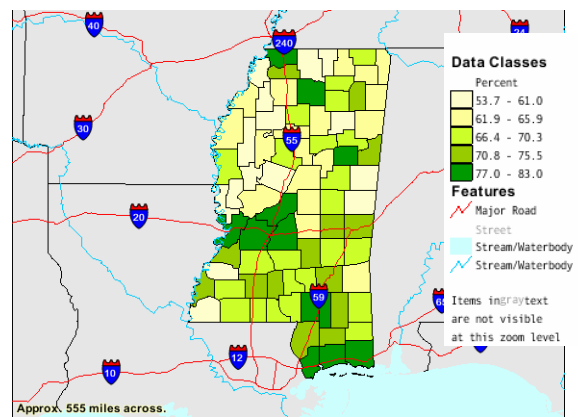 40
24
240
Data Classes
Percent
53.7 - 61.0
61.9 - 65.9
66.4 - 70.3
70.8 - 75.5
77.0 - 83.0
30
55
Features
Major Road
Street
Stream/Waterbody
Stream/Waterbody
20
59
65
Items in gray text
are not visible
at this zoom level
12
10
Approx. 555 miles across.